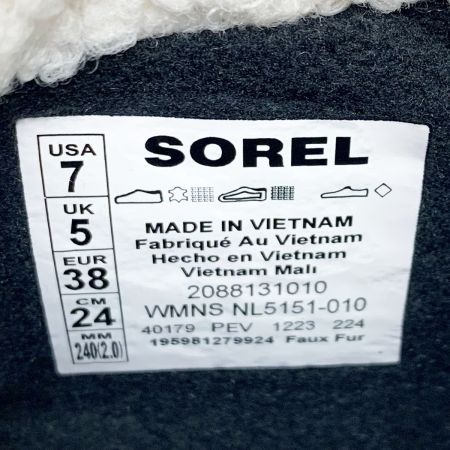 USA
7
UK
5
EUR
38
CM
24
MM
240(2.0)
SOREL
MADE IN VIETNAM
Fabriqué Au Vietnam
Hecho en Vietnam
Vietnam Malı
2088131010
WMNS NL5151-010
40179 PEV 1223 224
195981279924 Faux Fur